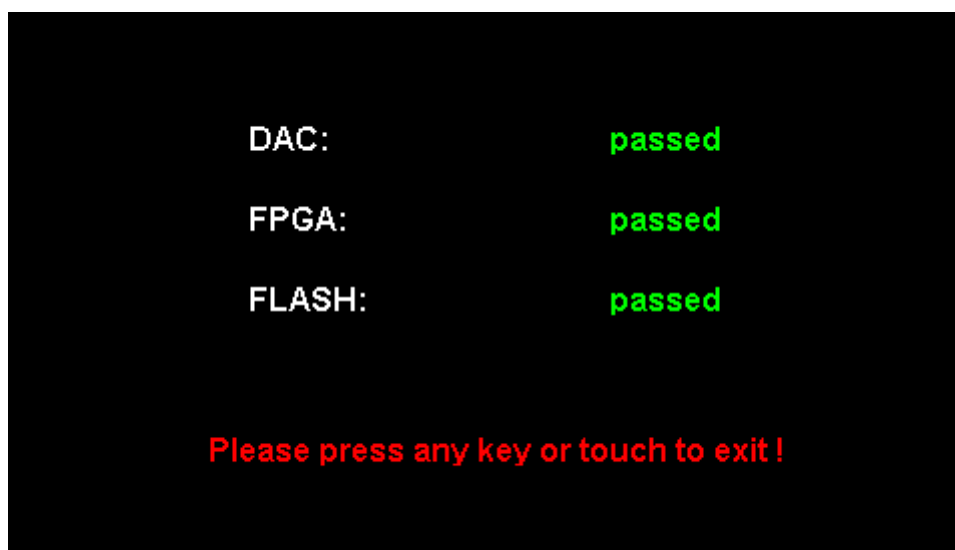 DAC: passed
FPGA: passed
FLASH: passed
Please press any key or touch to exit !